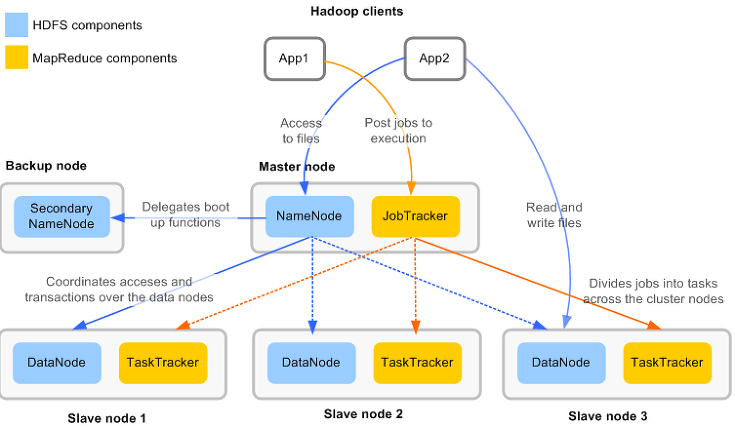 Hadoop clients
HDFS components
MapReduce components
App1
App2
Access
to files
Post jobs to
execution
Backup node
Master node
Secondary
NameNode
Delegates boot
up functions
NameNode
JobTracker
Read and
write files
Coordinates acceses and
transactions over the data nodes
Divides jobs into tasks
across the cluster nodes
DataNode
TaskTracker
DataNode
TaskTracker
DataNode
TaskTracker
Slave node 1
Slave node 2
Slave node 3